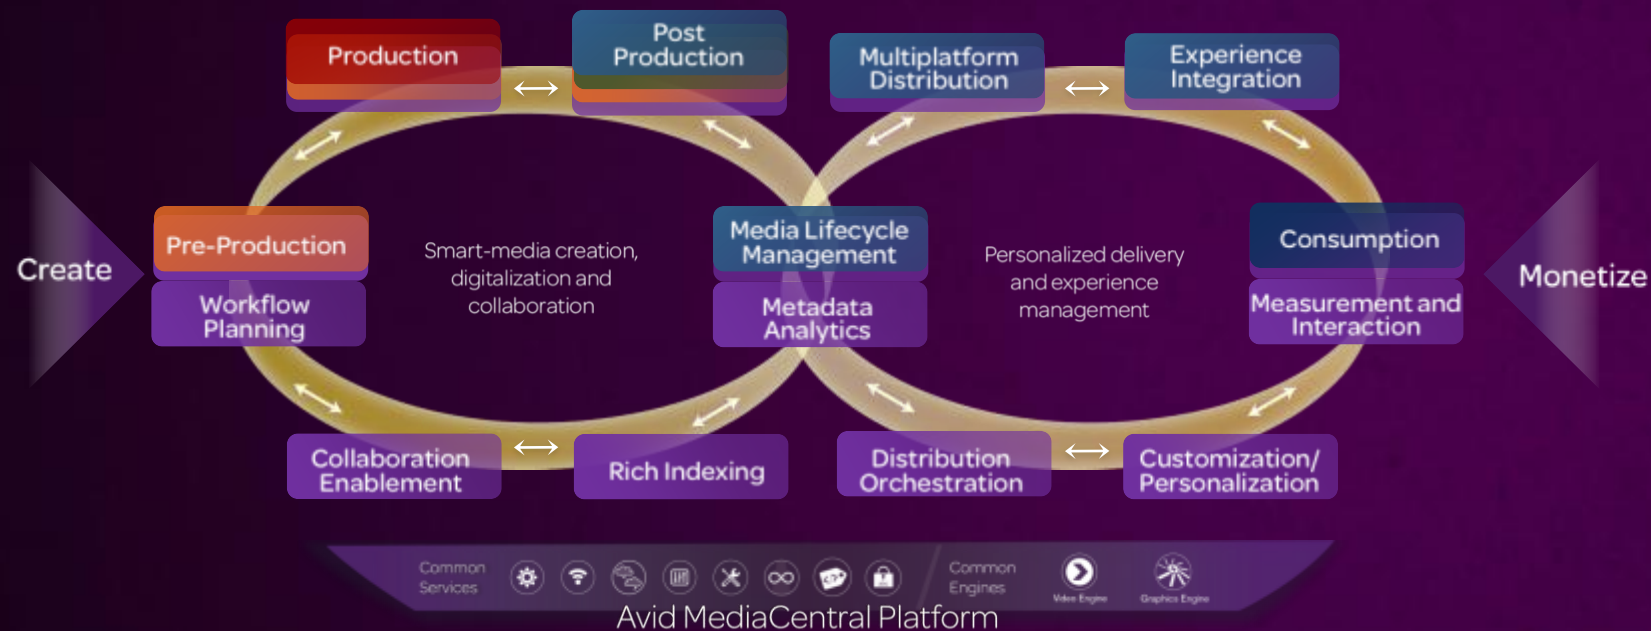 Production
Post
Production
Multiplatform
Distribution
Experience
Integration
Create
Pre-Production
Workflow
Planning
Smart-media creation,
digitalization and
collaboration
Media Lifecycle
Management
Metadata
Analytics
Personalized delivery
and experience
management
Consumption
Measurement and
Interaction
Monetize
Collaboration
Enablement
Rich Indexing
Distribution
Orchestration
Customization/
Personalization
Common
Services
Common
Engines
Video Engine
Graphics Engine
Avid MediaCentral Platform